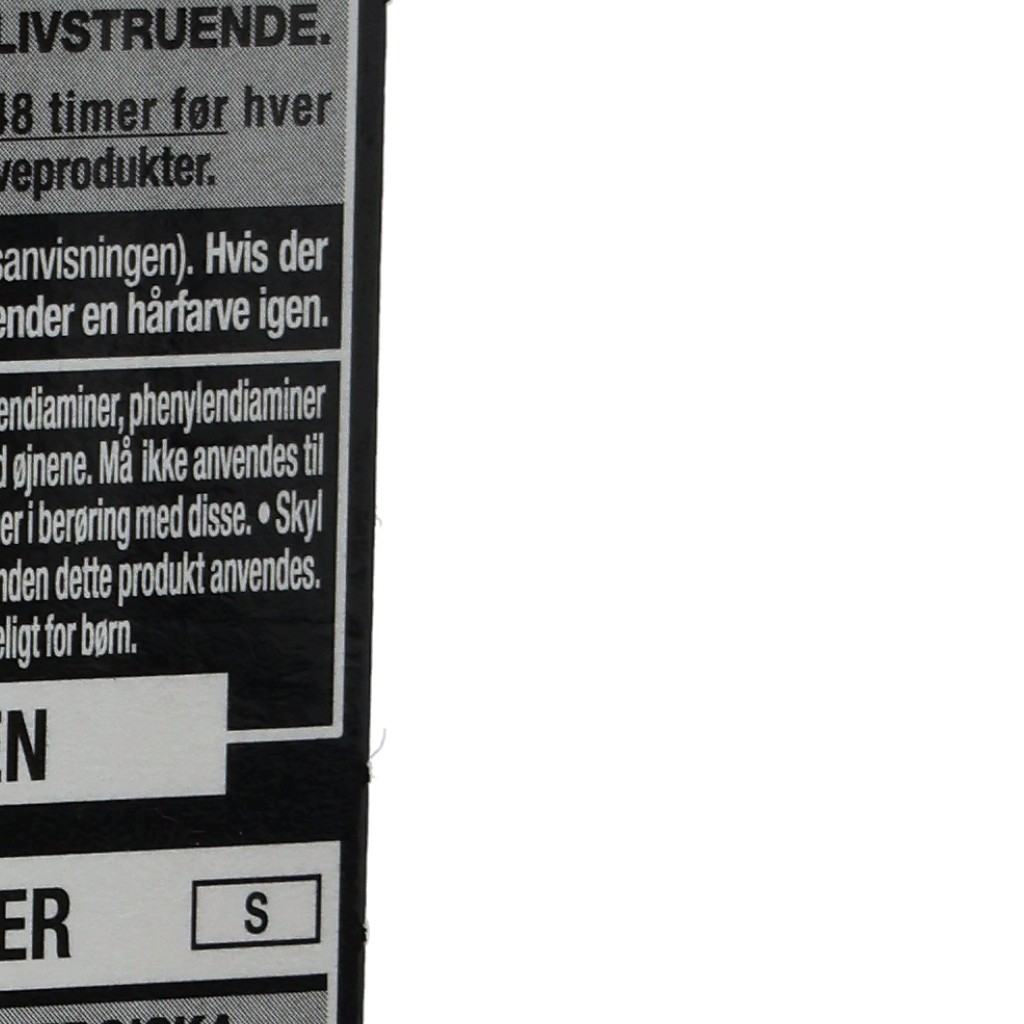 LIVSTRUENDE.
48 timer før hver
veprodukter.
sanvisningen). Hvis der
ender en hårfarve igen.
endiaminer, phenylendiaminer
d øjnene. Må ikke anvendes til
er i berøring med disse. • Skyl
nden dette produkt anvendes.
eligt for børn.
EN
ER S